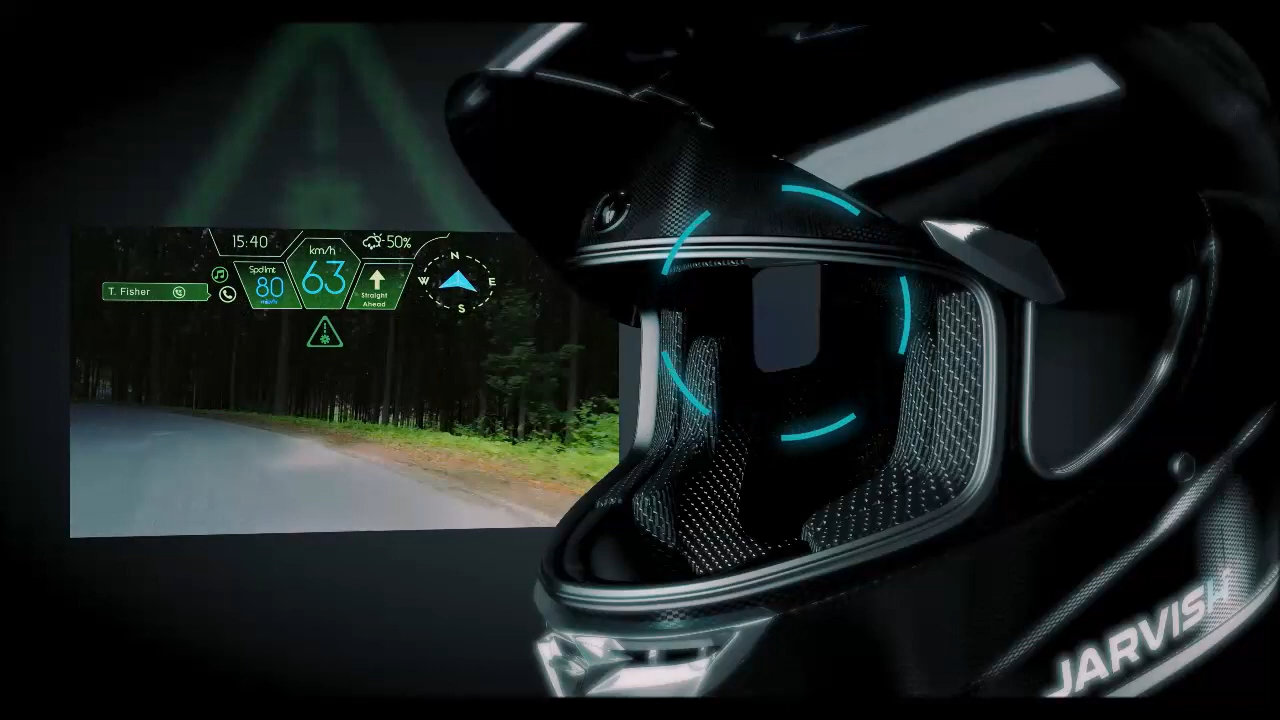 15:40
km/h
50%
N
Spdlmt
63
W
E
80
T. Fisher
Straight
Ahead
S
JARVISH